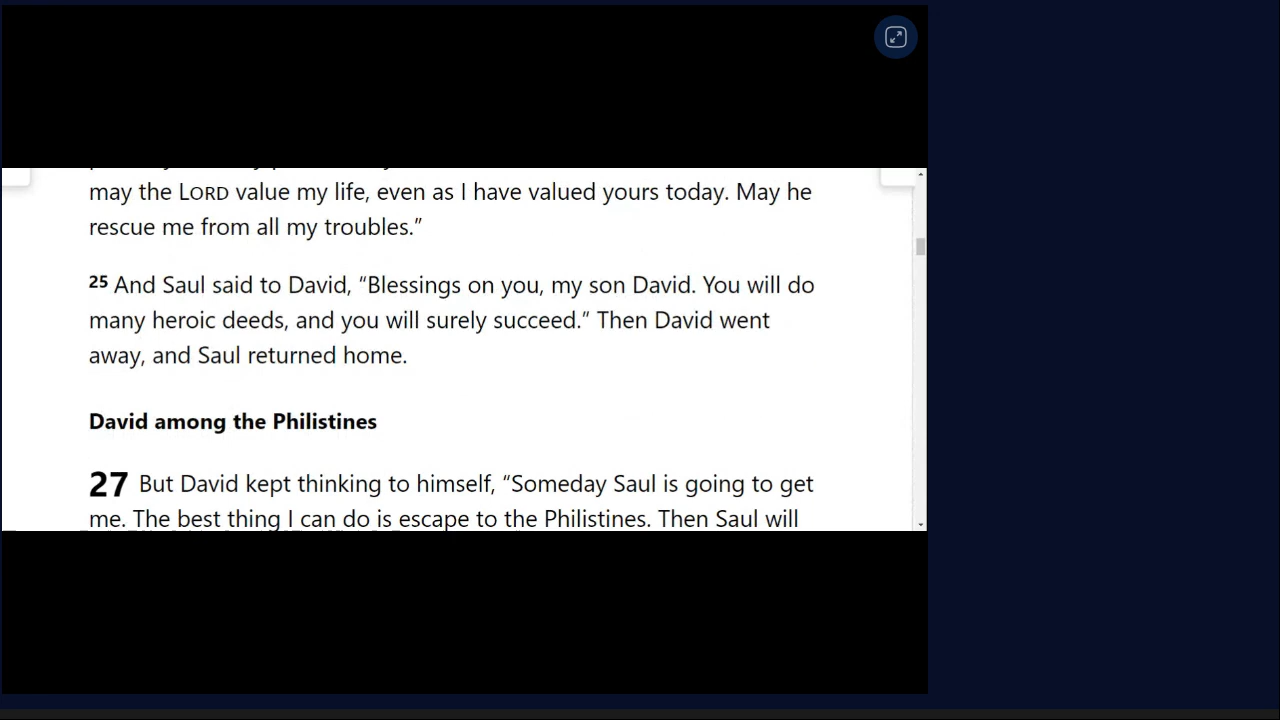 may the LORD value my life, even as I have valued yours today. May he
rescue me from all my troubles.”
25 And Saul said to David, “Blessings on you, my son David. You will do
many heroic deeds, and you will surely succeed.” Then David went
away, and Saul returned home.
David among the Philistines
27 But David kept thinking to himself, “Someday Saul is going to get
me. The best thing I can do is escape to the Philistines. Then Saul will